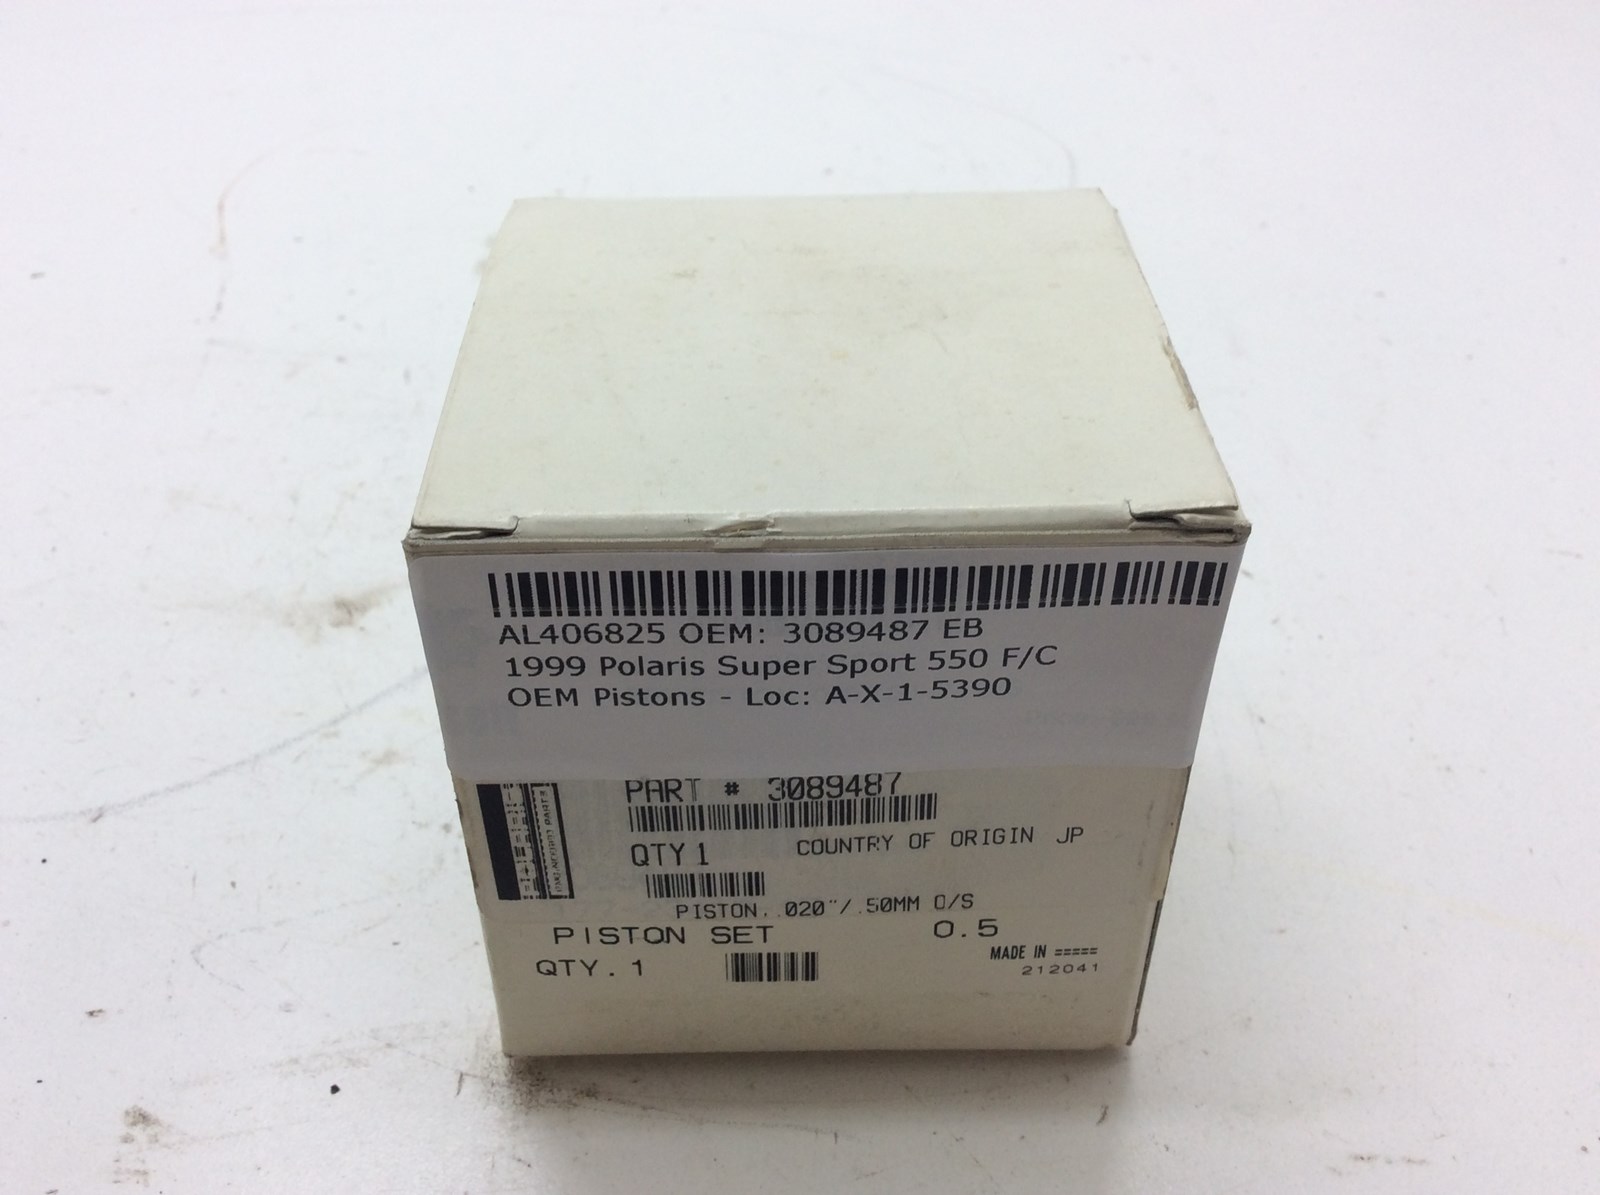 AL406825 OEM: 3089487 EB
1999 Polaris Super Sport 550 F/C
OEM Pistons - Loc: A-X-1-5390
PART # 3089487
QTY 1 COUNTRY OF ORIGIN JP
PISTON, .020"/.50MM O/S
PISTON SET 0.5
QTY. 1 MADE IN =====
212041